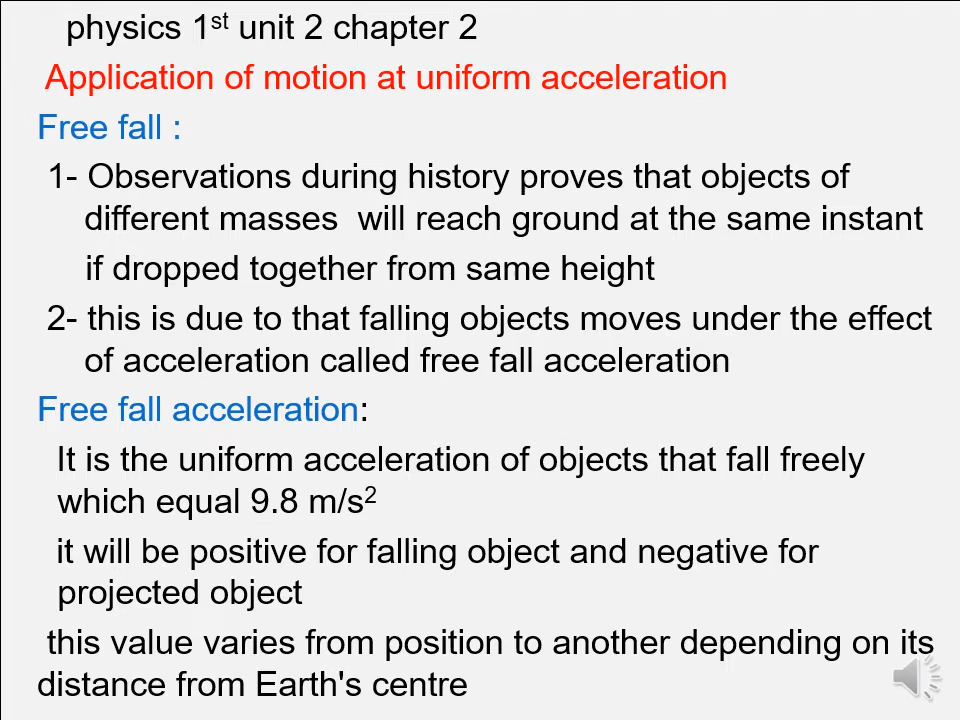 physics 1st unit 2 chapter 2
Application of motion at uniform acceleration
Free fall :
1- Observations during history proves that objects of
different masses will reach ground at the same instant
if dropped together from same height
2- this is due to that falling objects moves under the effect
of acceleration called free fall acceleration
Free fall acceleration:
It is the uniform acceleration of objects that fall freely
which equal 9.8 m/s2
it will be positive for falling object and negative for
projected object
this value varies from position to another depending on its
distance from Earth's centre